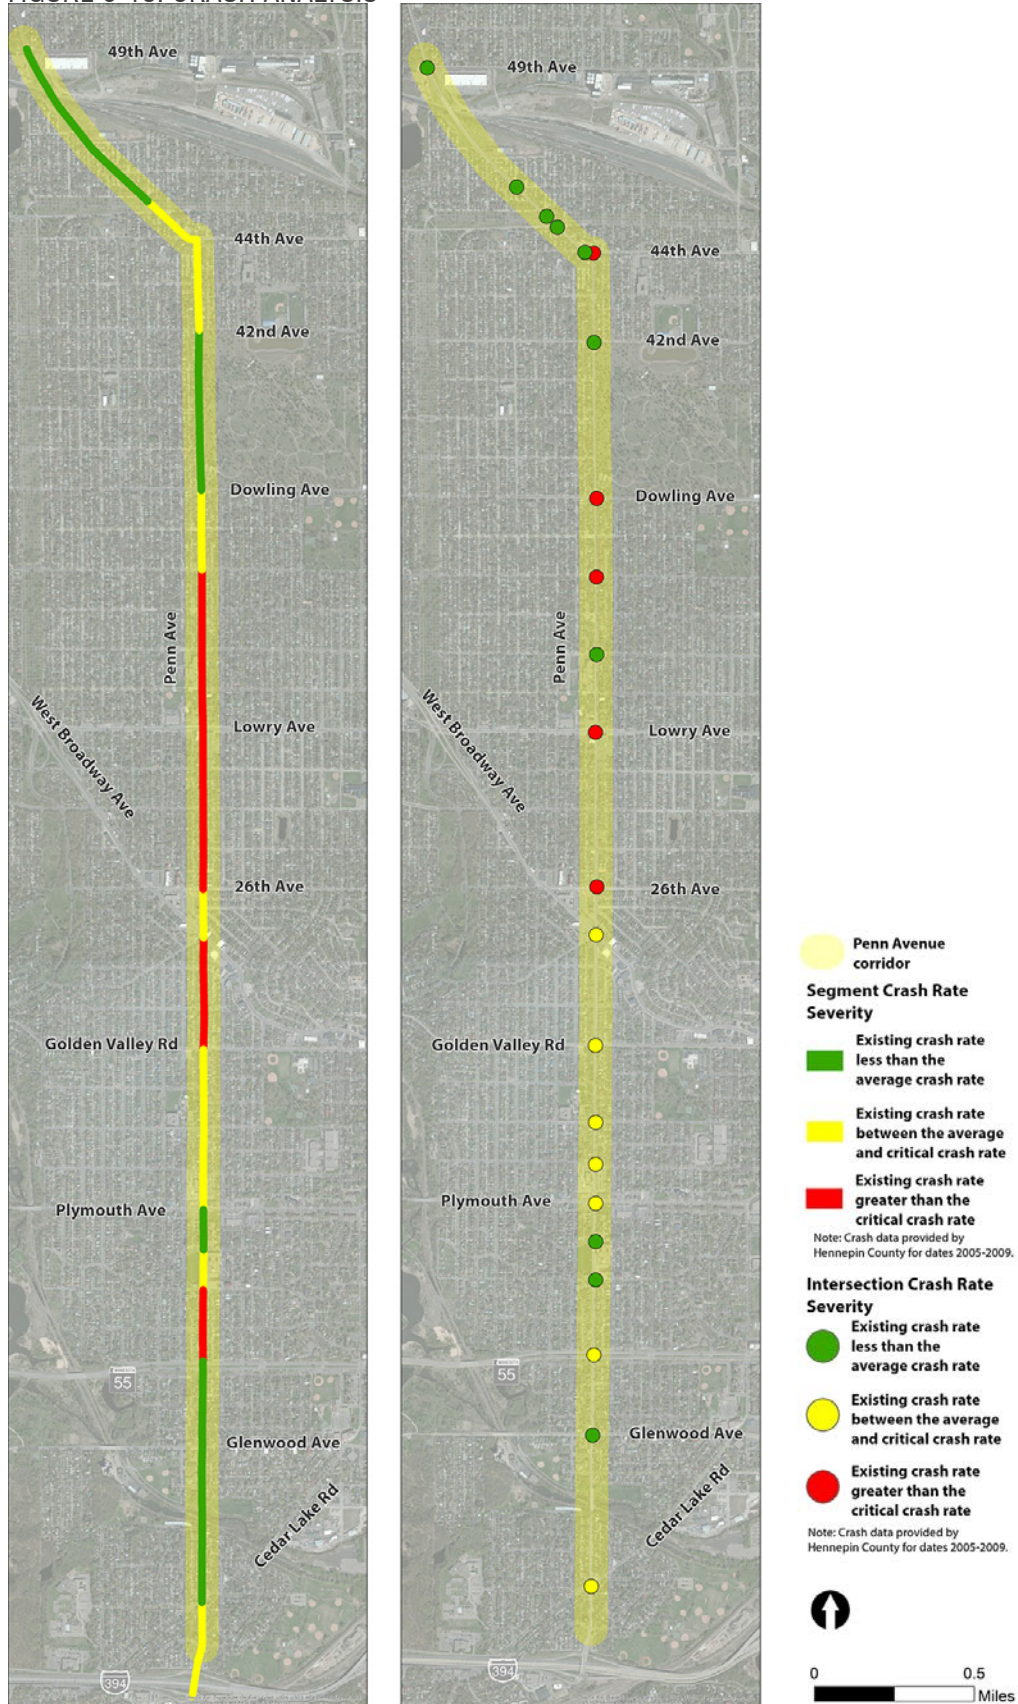 FIGURE 3-18: CRASH ANALYSIS
49th Ave
44th Ave
42nd Ave
Dowling Ave
Penn Ave
West Broadway Ave
Lowry Ave
26th Ave
Golden Valley Rd
Plymouth Ave
MINNESOTA
55
Glenwood Ave
Cedar Lake Rd
394
49th Ave
44th Ave
42nd Ave
Dowling Ave
Penn Ave
West Broadway Ave
Lowry Ave
26th Ave
Golden Valley Rd
Plymouth Ave
MINNESOTA
55
Glenwood Ave
Cedar Lake Rd
394
Penn Avenue
corridor
Segment Crash Rate
Severity
Existing crash rate
less than the
average crash rate
Existing crash rate
between the average
and critical crash rate
Existing crash rate
greater than the
critical crash rate
Note: Crash data provided by
Hennepin County for dates 2005-2009.
Intersection Crash Rate
Severity
Existing crash rate
less than the
average crash rate
Existing crash rate
between the average
and critical crash rate
Existing crash rate
greater than the
critical crash rate
Note: Crash data provided by
Hennepin County for dates 2005-2009.
0 0.5
Miles